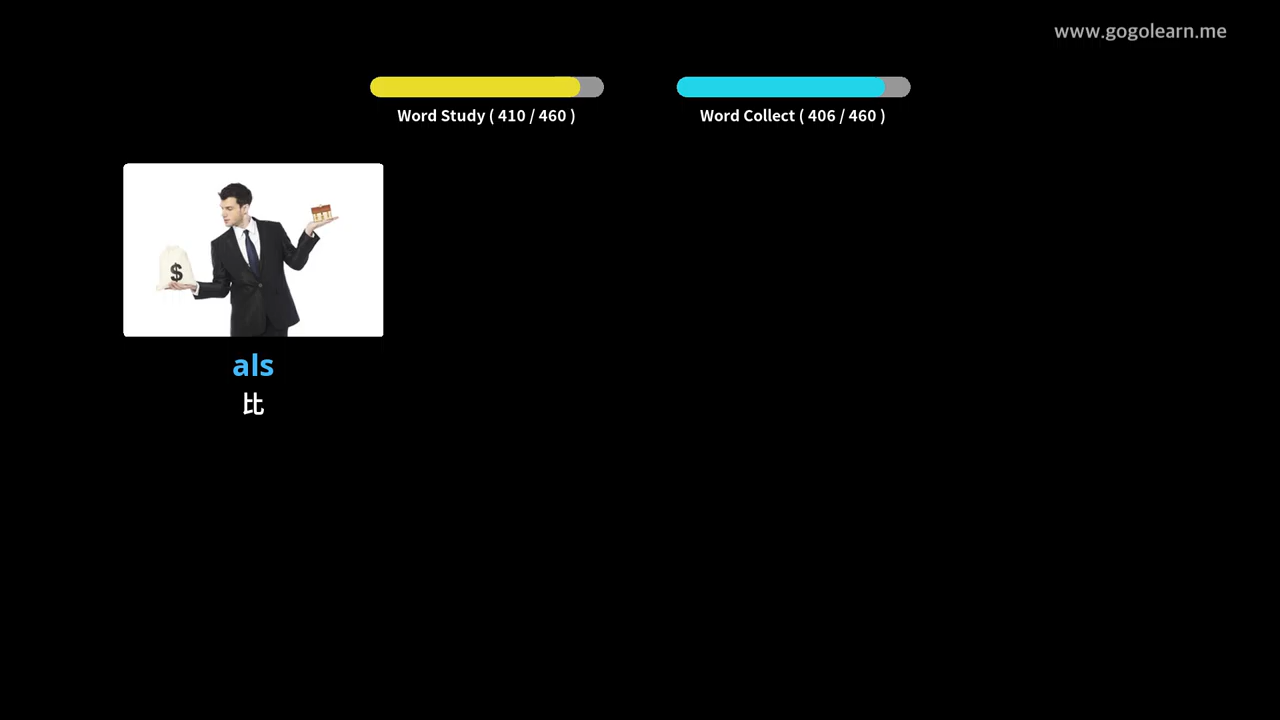 www.gogolearn.me
Word Study ( 410 / 460 )
Word Collect ( 406 / 460 )
$
als
比